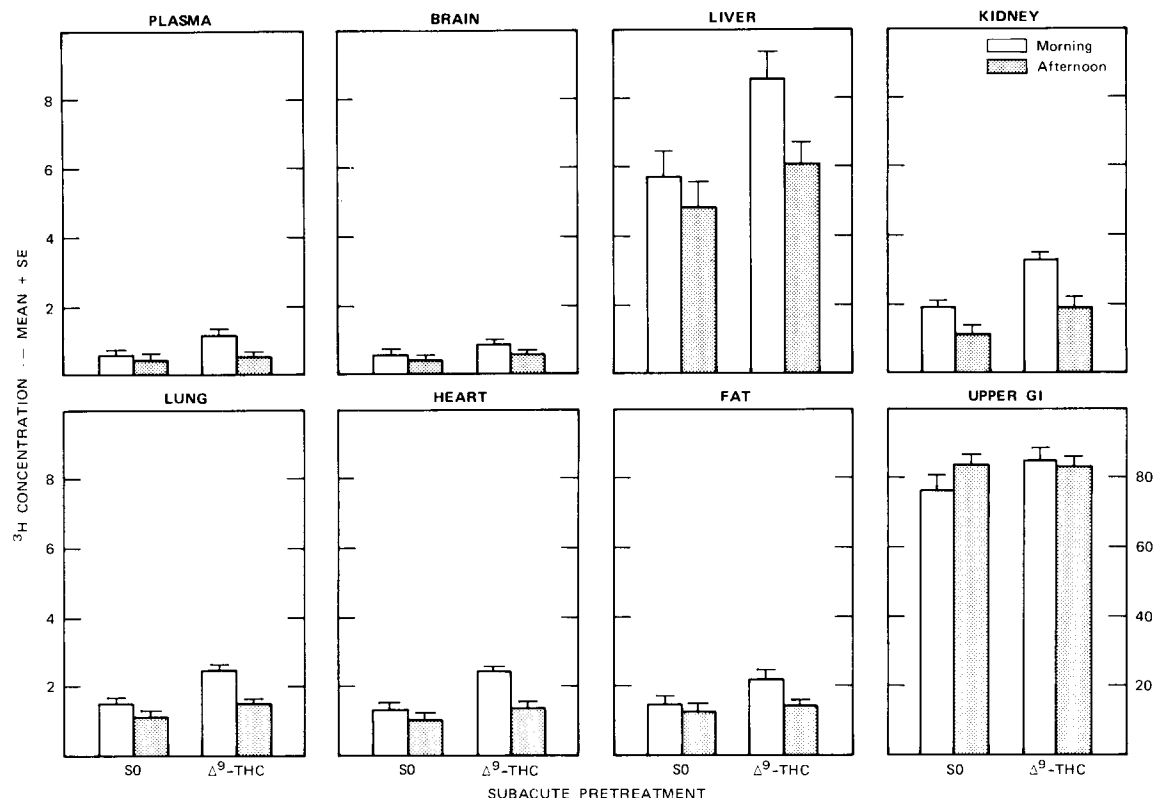 PLASMA BRAIN LIVER KIDNEY
Morning
Afternoon
8
6
4
2
³H CONCENTRATION -- MEAN + SE
LUNG HEART FAT UPPER GI
8
6
4
2
80
60
40
20
SO Δ⁹-THC SO Δ⁹-THC SO Δ⁹-THC SO Δ⁹-THC
SUBACUTE PRETREATMENT